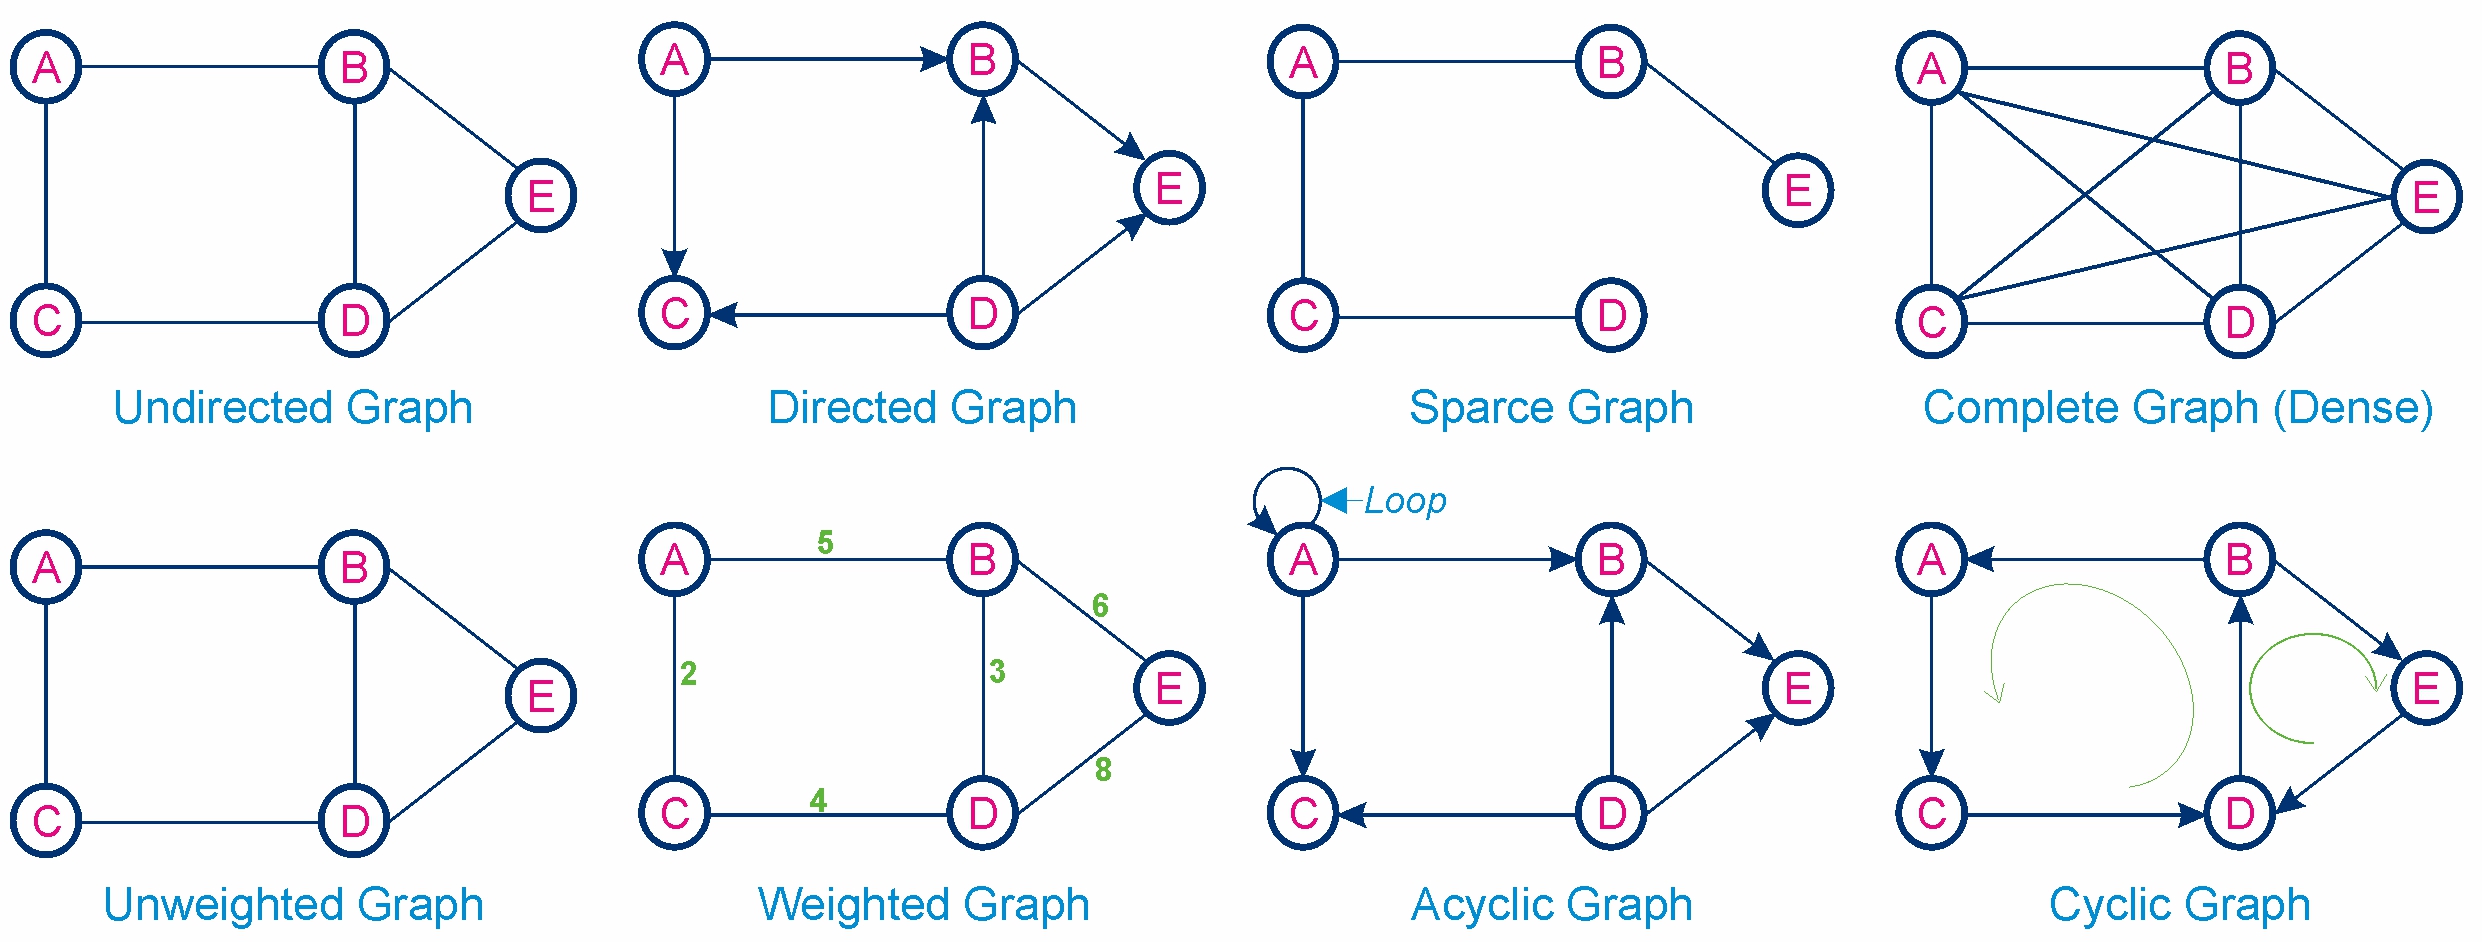 A B E C D
Undirected Graph
A B E C D
Directed Graph
A B E C D
Sparce Graph
A B E C D
Complete Graph (Dense)
A B E C D
Unweighted Graph
A 5 B 6 2 3 E 8 C 4 D
Weighted Graph
Loop
A B E C D
Acyclic Graph
A B E C D
Cyclic Graph